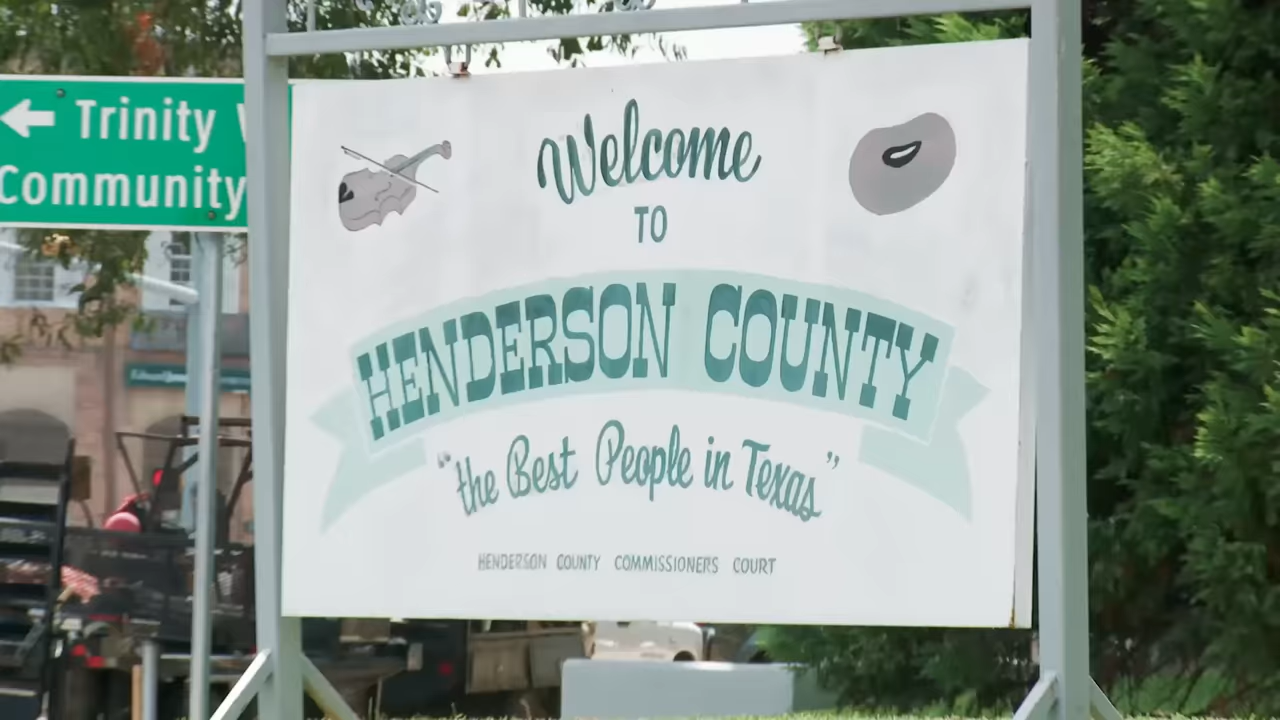 Trinity
Community
Welcome
TO
HENDERSON COUNTY
"the Best People in Texas"
HENDERSON COUNTY COMMISSIONERS COURT